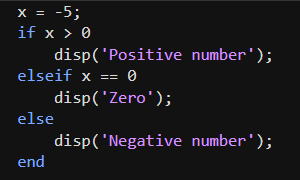 x = -5;
if x > 0
    disp('Positive number');
elseif x == 0
    disp('Zero');
else
    disp('Negative number');
end